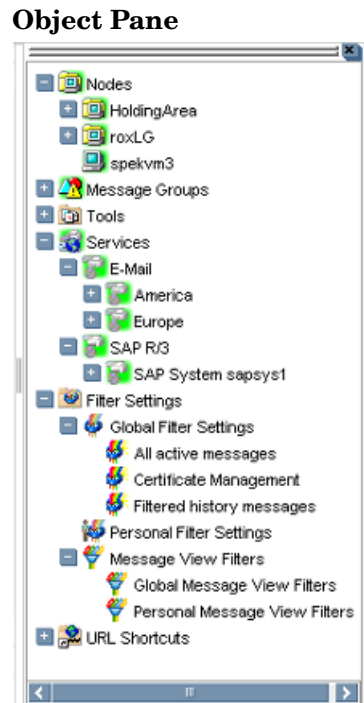 Object Pane
Nodes
HoldingArea
roxLG
spekvm3
Message Groups
Tools
Services
E-Mail
America
Europe
SAP R/3
SAP System sapsys1
Filter Settings
Global Filter Settings
All active messages
Certificate Management
Filtered history messages
Personal Filter Settings
Message View Filters
Global Message View Filters
Personal Message View Filters
URL Shortcuts